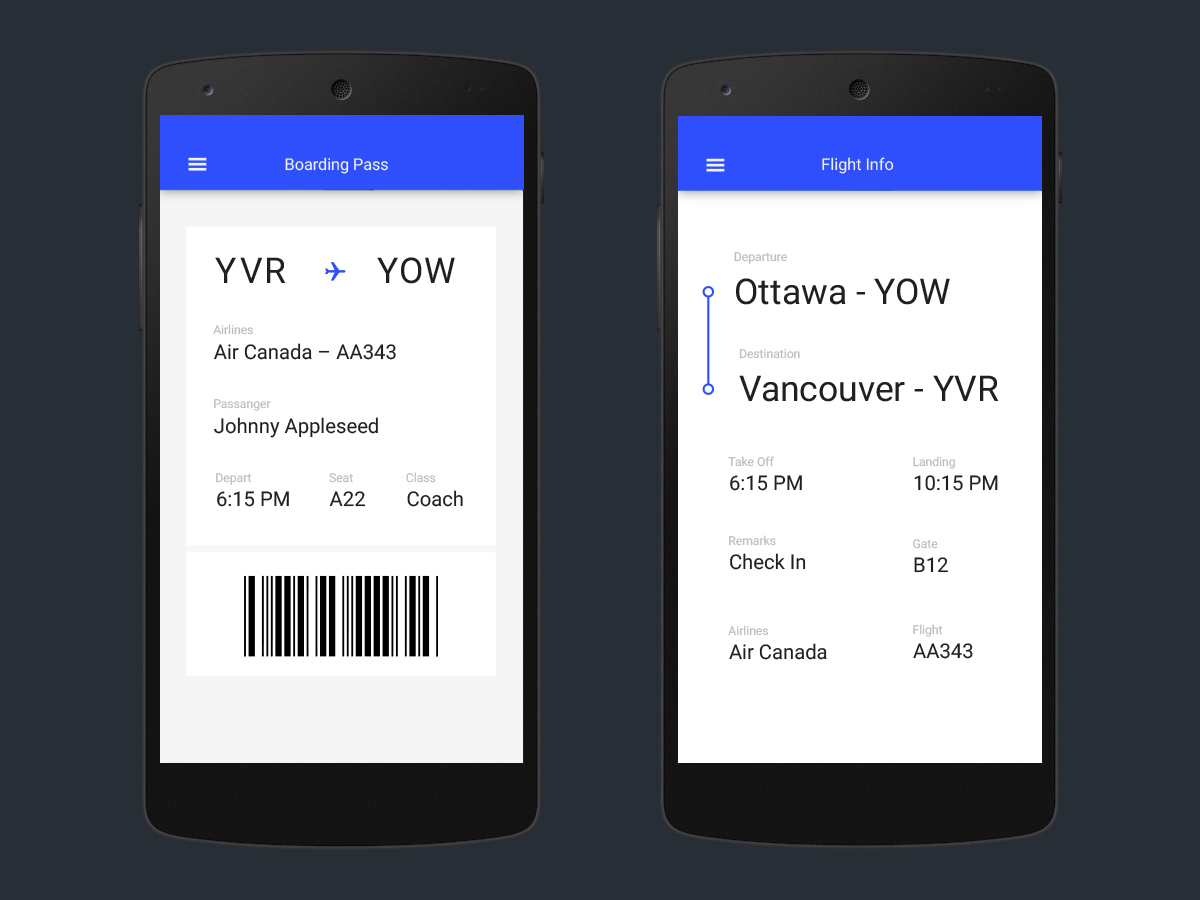 Boarding Pass
YVR YOW
Airlines
Air Canada – AA343
Passanger
Johnny Appleseed
Depart Seat Class
6:15 PM A22 Coach
Flight Info
Departure
Ottawa - YOW
Destination
Vancouver - YVR
Take Off Landing
6:15 PM 10:15 PM
Remarks Gate
Check In B12
Airlines Flight
Air Canada AA343